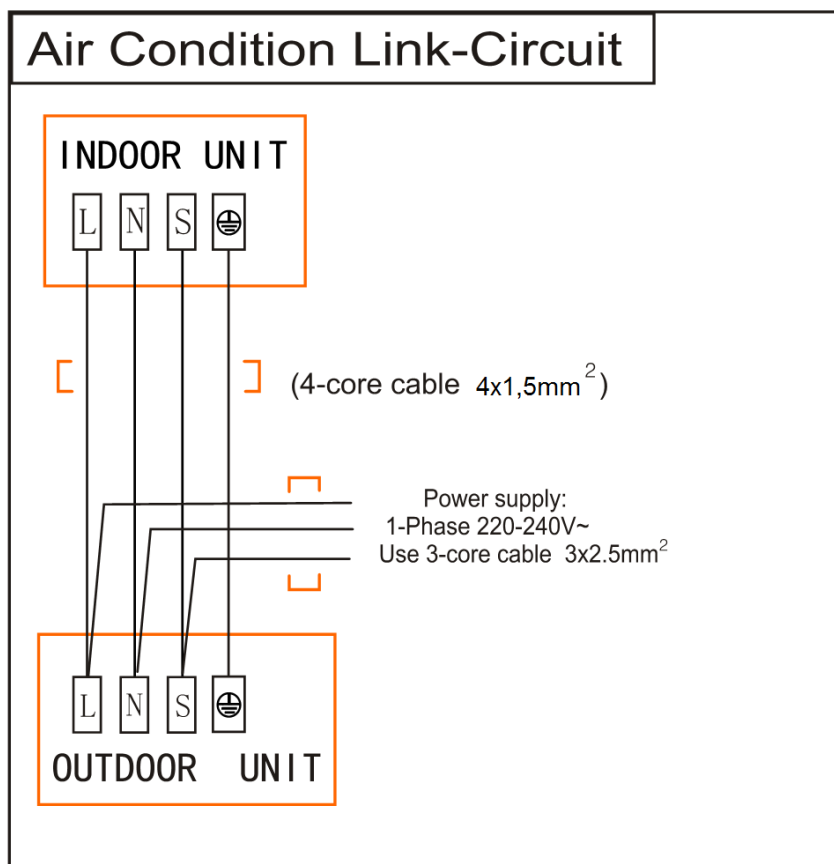 Air Condition Link-Circuit
INDOOR UNIT
L N S
(4-core cable 4x1,5mm²)
Power supply:
1-Phase 220-240V~
Use 3-core cable 3x2.5mm²
L N S
OUTDOOR UNIT